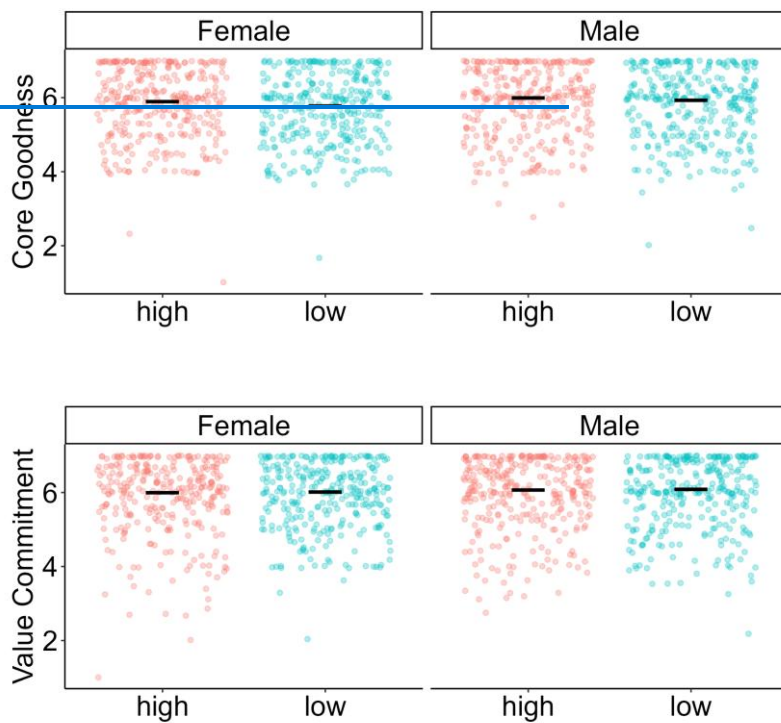 Female Male
Core Goodness
6
4
2
high low high low
Female Male
Value Commitment
6
4
2
high low high low